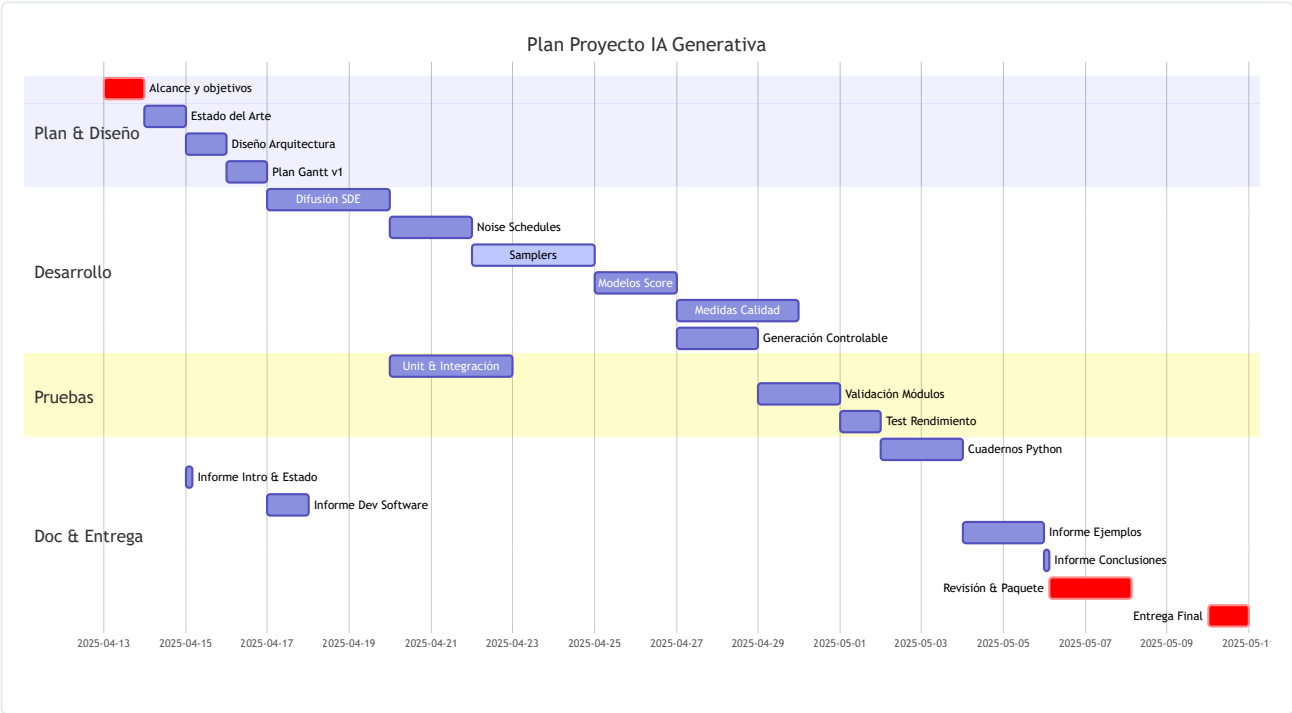 Plan Proyecto IA Generativa
Plan & Diseño
Alcance y objetivos
Estado del Arte
Diseño Arquitectura
Plan Gantt v1
Desarrollo
Difusión SDE
Noise Schedules
Samplers
Modelos Score
Medidas Calidad
Generación Controlable
Pruebas
Unit & Integración
Validación Módulos
Test Rendimiento
Doc & Entrega
Cuadernos Python
Informe Intro & Estado
Informe Dev Software
Informe Ejemplos
Informe Conclusiones
Revisión & Paquete
Entrega Final
2025-04-13 2025-04-15 2025-04-17 2025-04-19 2025-04-21 2025-04-23 2025-04-25 2025-04-27 2025-04-29 2025-05-01 2025-05-03 2025-05-05 2025-05-07 2025-05-09 2025-05-1